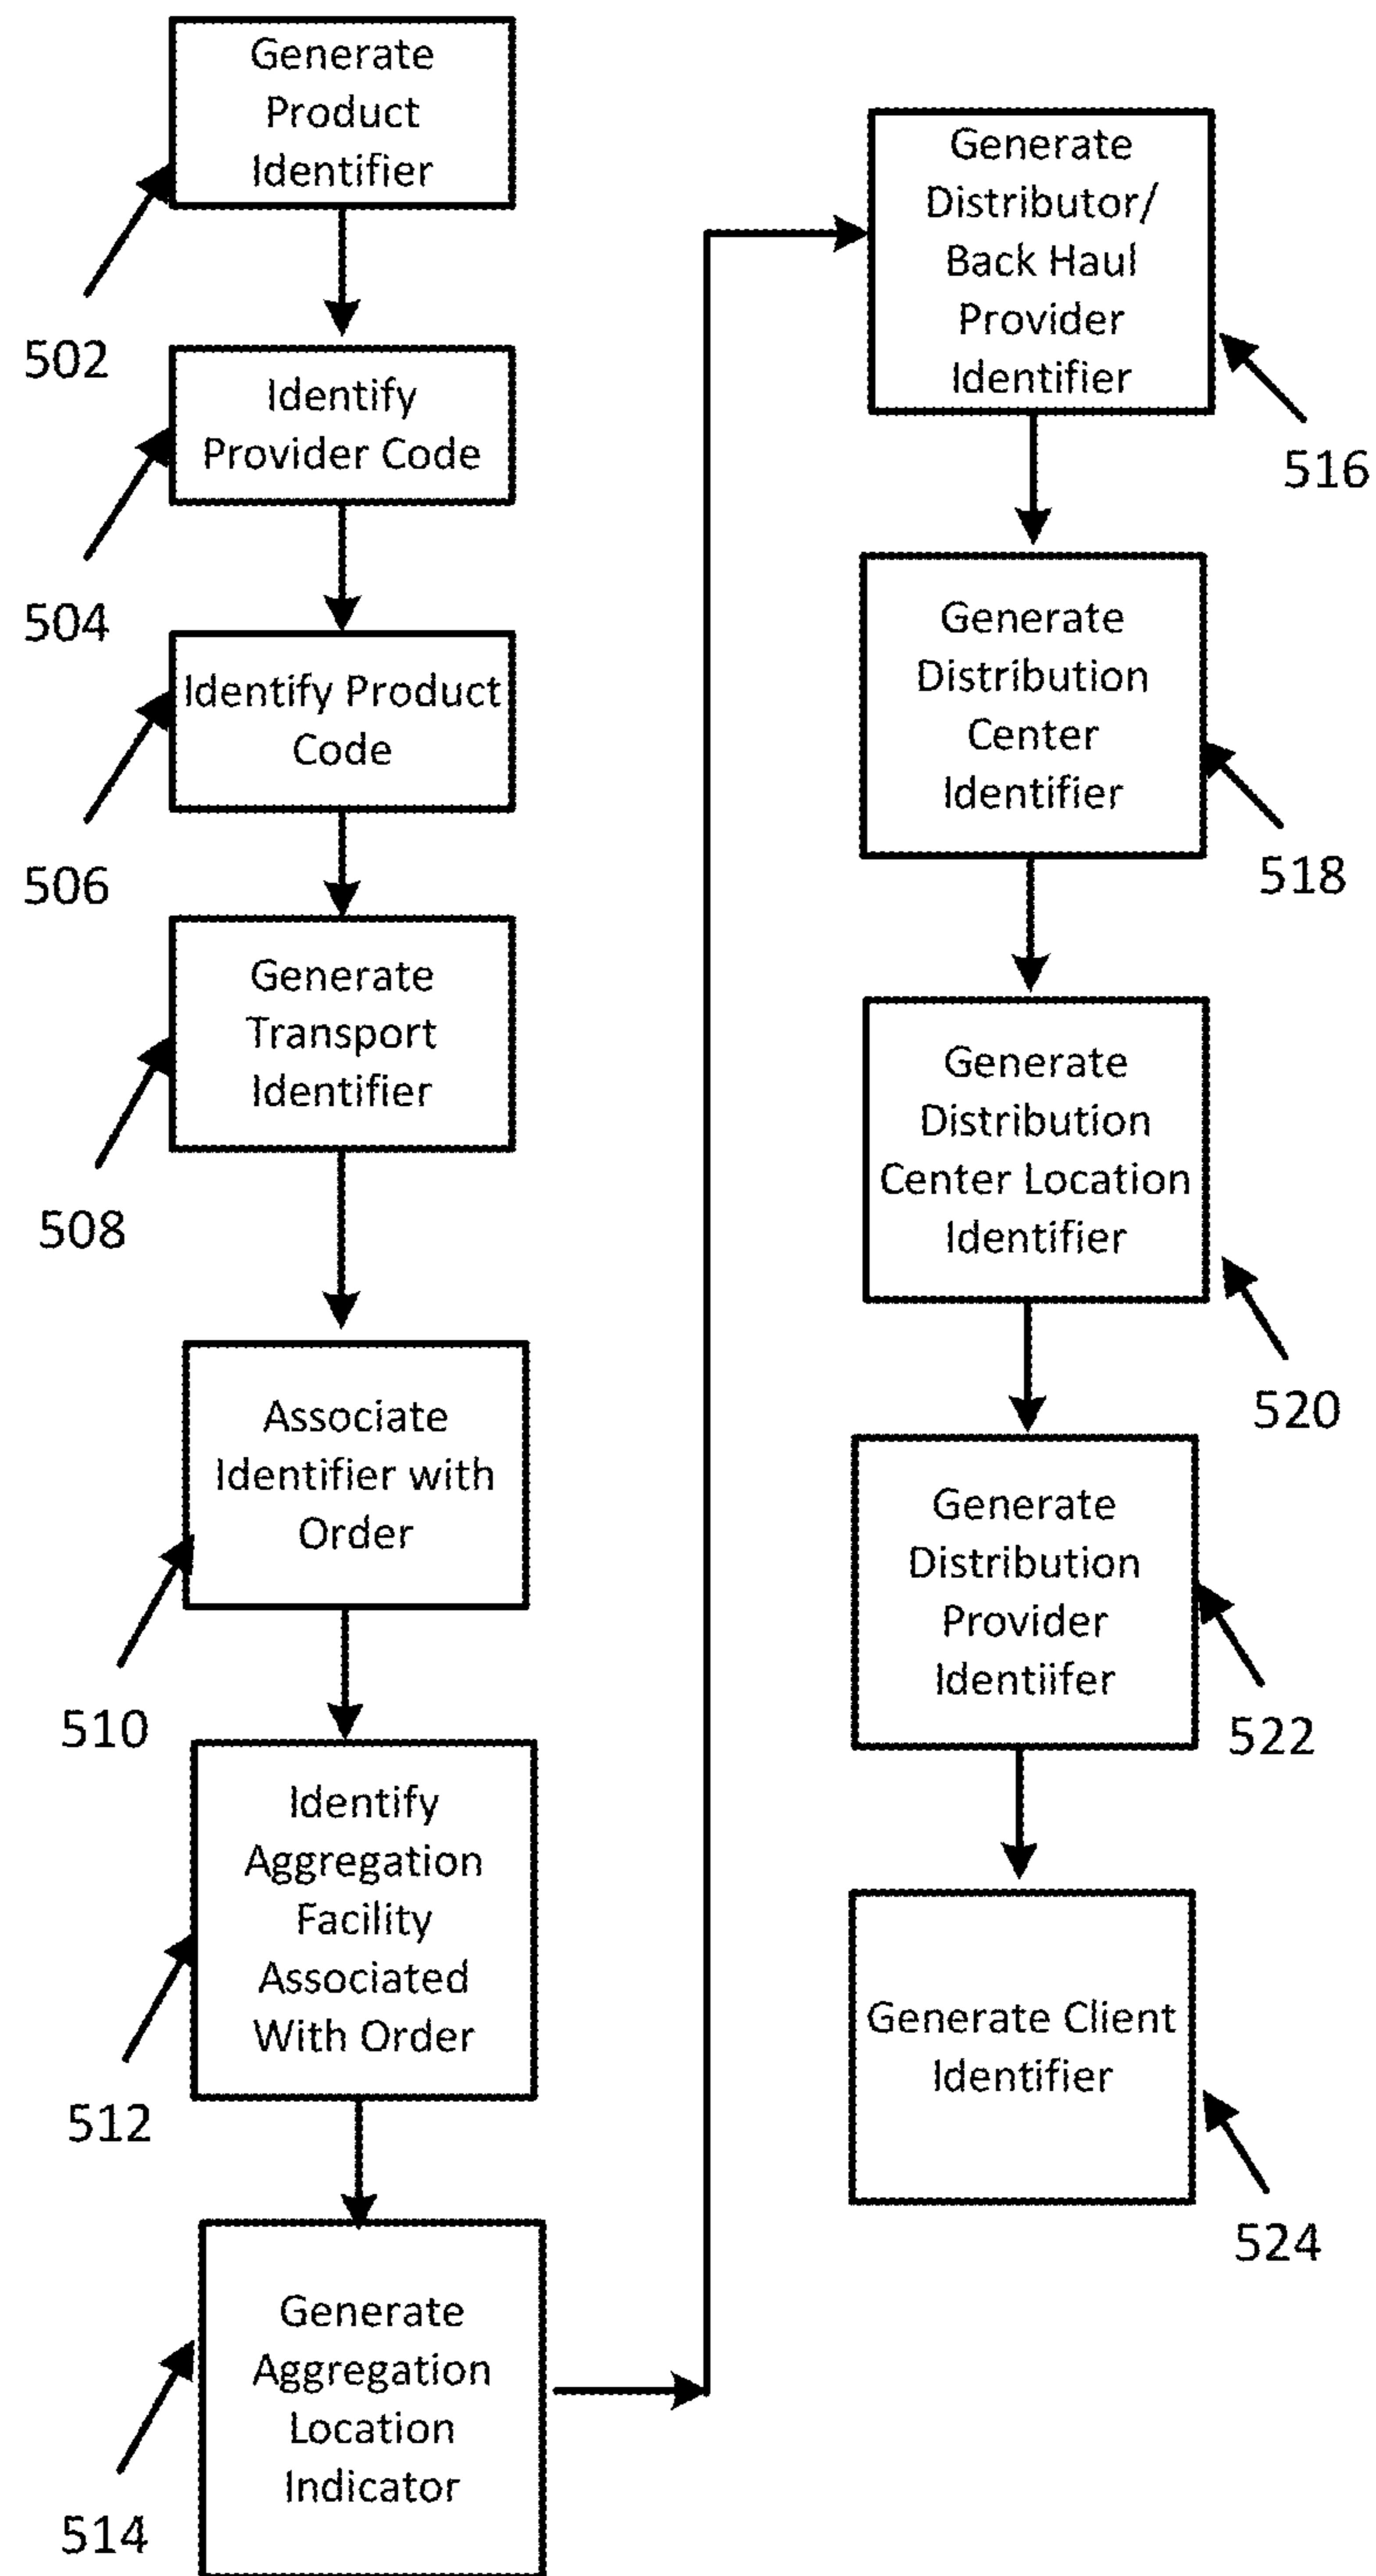 Generate
Product
Identifier
502
Identify
Provider Code
504
Identify Product
Code
506
Generate
Transport
Identifier
508
Associate
Identifier with
Order
510
Identify
Aggregation
Facility
Associated
With Order
512
Generate
Aggregation
Location
Indicator
514
Generate
Distributor/
Back Haul
Provider
Identifier
516
Generate
Distribution
Center
Identifier
518
Generate
Distribution
Center Location
Identifier
520
Generate
Distribution
Provider
Identiifer
522
Generate Client
Identifier
524